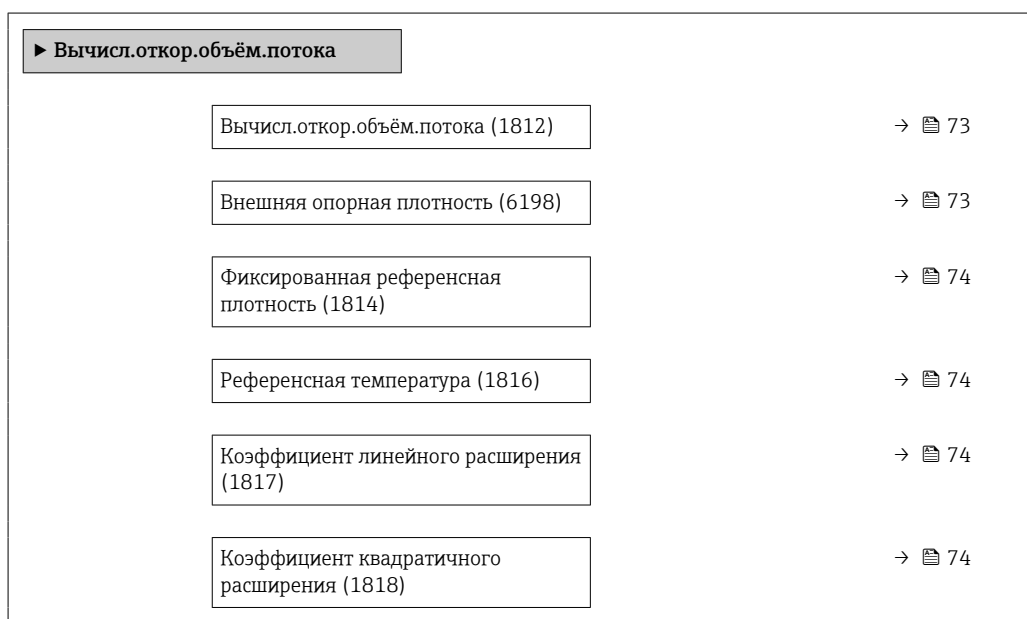 ▶ Вычисл.откор.объём.потока
Вычисл.откор.объём.потока (1812) → 73
Внешняя опорная плотность (6198) → 73
Фиксированная референсная → 74
плотность (1814)
Референсная температура (1816) → 74
Коэффициент линейного расширения → 74
(1817)
Коэффициент квадратичного → 74
расширения (1818)